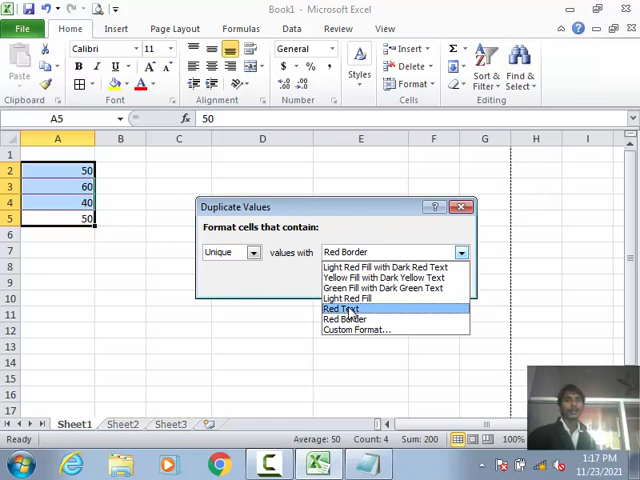 Book1 - Microsoft Excel
File Home Insert Page Layout Formulas Data Review View
Paste Calibri 11 General Styles Insert Delete Format Sort & Filter Find & Select
B I U A $ % ,
Clipboard Font Alignment Number Cells Editing
A5 fx 50
A B C D E F G H I
1
2 50
3 60
4 40
5 50
6
7
8
9
10
11
12
13
14
15
16
17
Duplicate Values ?
Format cells that contain:
Unique values with Red Border
Light Red Fill with Dark Red Text
Yellow Fill with Dark Yellow Text
Green Fill with Dark Green Text
Light Red Fill
Red Text
Red Border
Custom Format...
Sheet1 Sheet2 Sheet3
Ready Average: 50 Count: 4 Sum: 200 100%
1:17 PM
11/23/2021